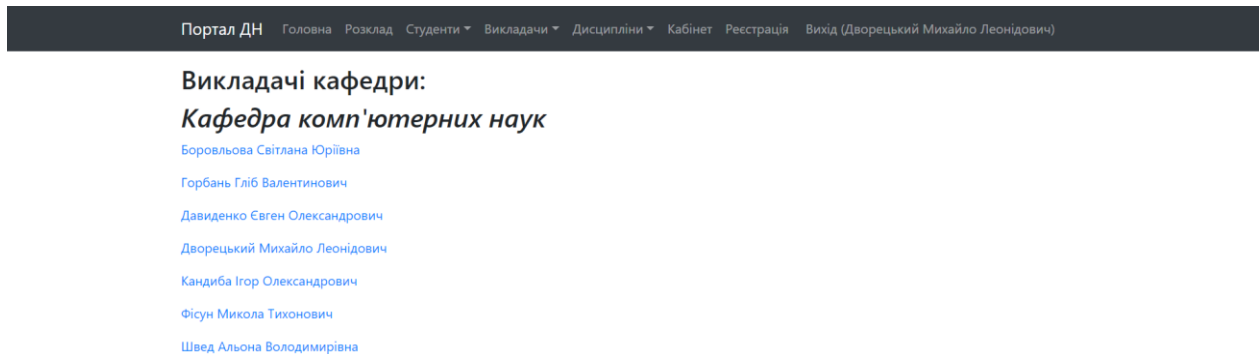 Портал ДН Головна Розклад Студенти Викладачи Дисципліни Кабінет Реєстрація Вихід (Дворецький Михайло Леонідович)
Викладачі кафедри:
Кафедра комп'ютерних наук
Боровльова Світлана Юріївна
Горбань Гліб Валентинович
Давиденко Євген Олександрович
Дворецький Михайло Леонідович
Кандиба Ігор Олександрович
Фісун Микола Тихонович
Швед Альона Володимирівна